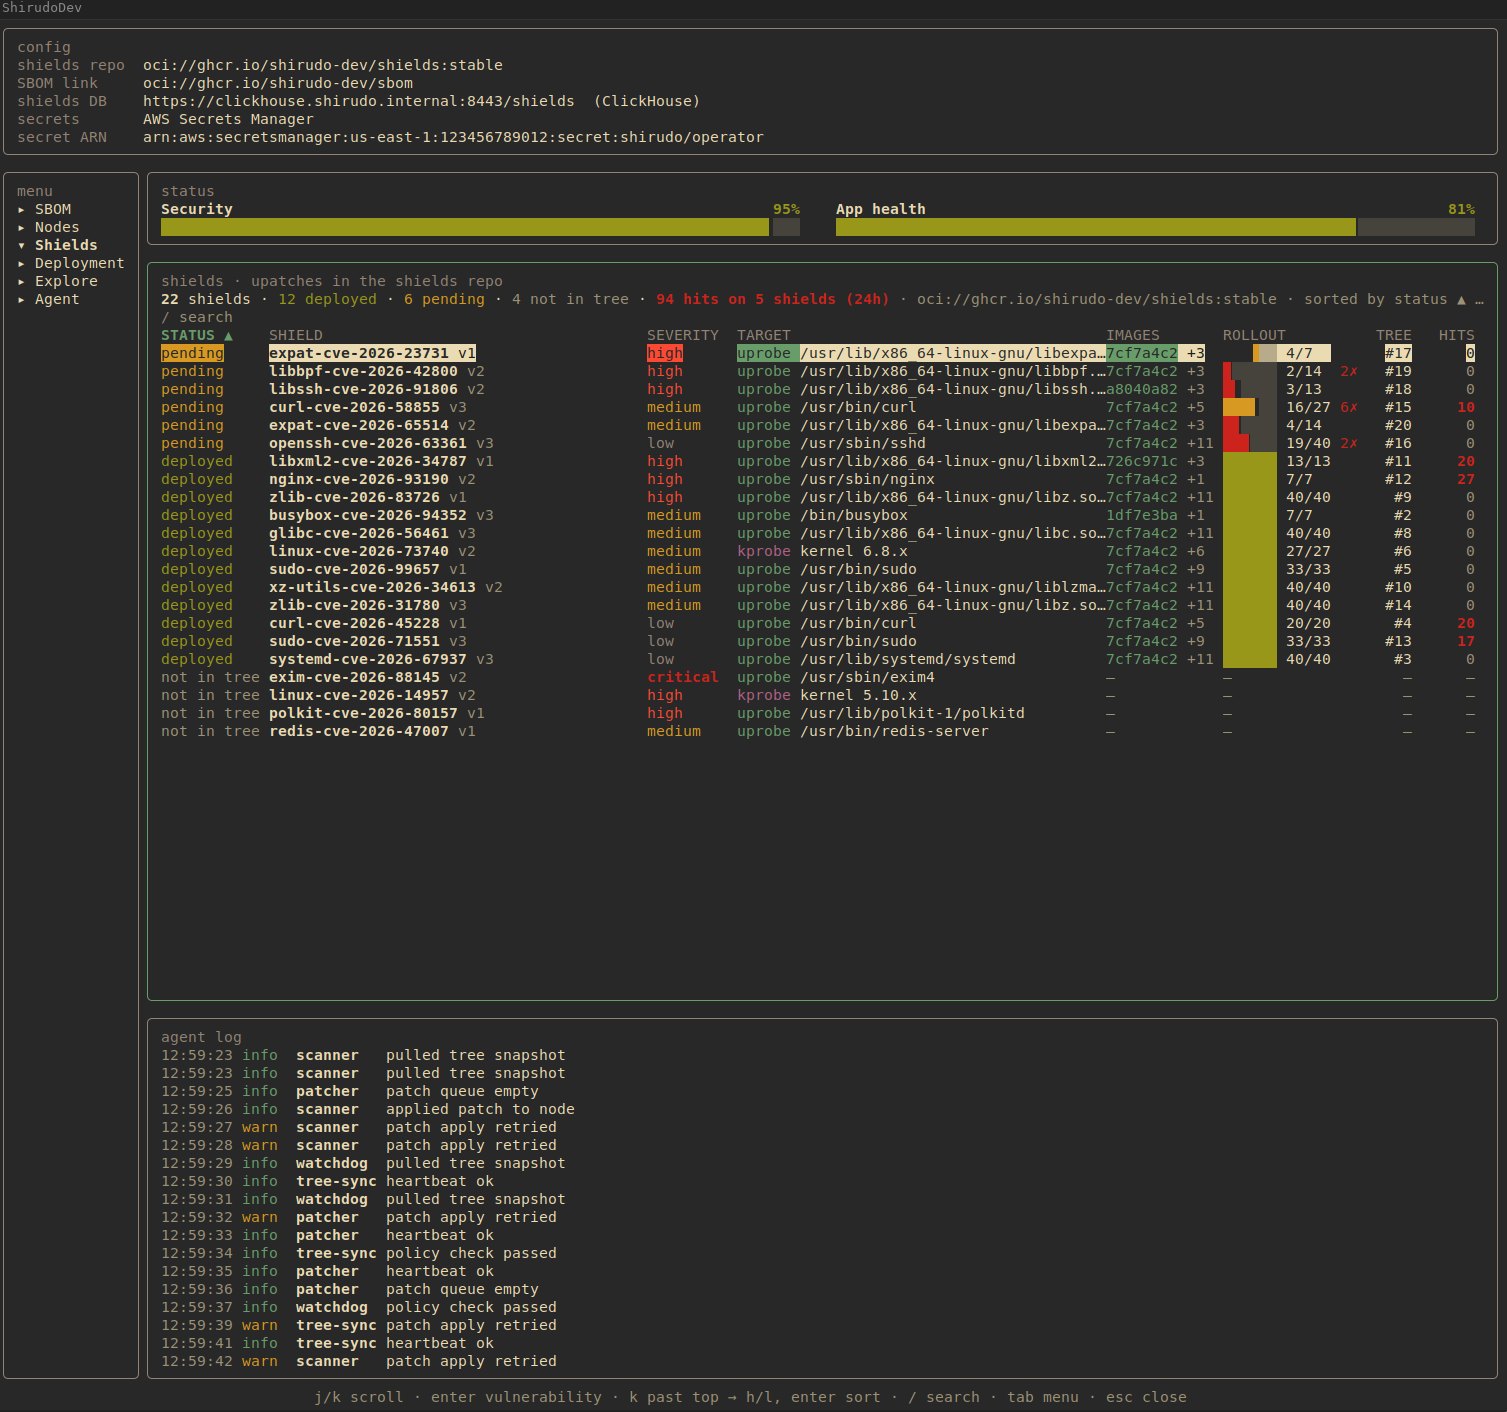 ShirudoDev
config
shields repo  oci://ghcr.io/shirudo-dev/shields:stable
SBOM link     oci://ghcr.io/shirudo-dev/sbom
shields DB    https://clickhouse.shirudo.internal:8443/shields  (ClickHouse)
secrets       AWS Secrets Manager
secret ARN    arn:aws:secretsmanager:us-east-1:123456789012:secret:shirudo/operator
menu
▸ SBOM
▸ Nodes
▾ Shields
▸ Deployment
▸ Explore
▸ Agent
status
Security 95% App health 81%
shields · upatches in the shields repo
22 shields · 12 deployed · 6 pending · 4 not in tree · 94 hits on 5 shields (24h) · oci://ghcr.io/shirudo-dev/shields:stable · sorted by status ▲ …
/ search
STATUS ▲ SHIELD SEVERITY TARGET IMAGES ROLLOUT TREE HITS
pending expat-cve-2026-23731 v1 high uprobe /usr/lib/x86_64-linux-gnu/libexpa…7cf7a4c2 +3 4/7 #17 0
pending libbpf-cve-2026-42800 v2 high uprobe /usr/lib/x86_64-linux-gnu/libbpf.…7cf7a4c2 +3 2/14 2✗ #19 0
pending libssh-cve-2026-91806 v2 high uprobe /usr/lib/x86_64-linux-gnu/libssh.…a8040a82 +3 3/13 #18 0
pending curl-cve-2026-58855 v3 medium uprobe /usr/bin/curl 7cf7a4c2 +5 16/27 6✗ #15 10
pending expat-cve-2026-65514 v2 medium uprobe /usr/lib/x86_64-linux-gnu/libexpa…7cf7a4c2 +3 4/14 #20 0
pending openssh-cve-2026-63361 v3 low uprobe /usr/sbin/sshd 7cf7a4c2 +11 19/40 2✗ #16 0
deployed libxml2-cve-2026-34787 v1 high uprobe /usr/lib/x86_64-linux-gnu/libxml2…726c971c +3 13/13 #11 20
deployed nginx-cve-2026-93190 v2 high uprobe /usr/sbin/nginx 7cf7a4c2 +1 7/7 #12 27
deployed zlib-cve-2026-83726 v1 high uprobe /usr/lib/x86_64-linux-gnu/libz.so…7cf7a4c2 +11 40/40 #9 0
deployed busybox-cve-2026-94352 v3 medium uprobe /bin/busybox 1df7e3ba +1 7/7 #2 0
deployed glibc-cve-2026-56461 v3 medium uprobe /usr/lib/x86_64-linux-gnu/libc.so…7cf7a4c2 +11 40/40 #8 0
deployed linux-cve-2026-73740 v2 medium kprobe kernel 6.8.x 7cf7a4c2 +6 27/27 #6 0
deployed sudo-cve-2026-99657 v1 medium uprobe /usr/bin/sudo 7cf7a4c2 +9 33/33 #5 0
deployed xz-utils-cve-2026-34613 v2 medium uprobe /usr/lib/x86_64-linux-gnu/liblzma…7cf7a4c2 +11 40/40 #10 0
deployed zlib-cve-2026-31780 v3 medium uprobe /usr/lib/x86_64-linux-gnu/libz.so…7cf7a4c2 +11 40/40 #14 0
deployed curl-cve-2026-45228 v1 low uprobe /usr/bin/curl 7cf7a4c2 +5 20/20 #4 20
deployed sudo-cve-2026-71551 v3 low uprobe /usr/bin/sudo 7cf7a4c2 +9 33/33 #13 17
deployed systemd-cve-2026-67937 v3 low uprobe /usr/lib/systemd/systemd 7cf7a4c2 +11 40/40 #3 0
not in tree exim-cve-2026-88145 v2 critical uprobe /usr/sbin/exim4 — — — —
not in tree linux-cve-2026-14957 v2 high kprobe kernel 5.10.x — — — —
not in tree polkit-cve-2026-80157 v1 high uprobe /usr/lib/polkit-1/polkitd — — — —
not in tree redis-cve-2026-47007 v1 medium uprobe /usr/bin/redis-server — — — —
agent log
12:59:23 info scanner pulled tree snapshot
12:59:23 info scanner pulled tree snapshot
12:59:25 info patcher patch queue empty
12:59:26 info scanner applied patch to node
12:59:27 warn scanner patch apply retried
12:59:28 warn scanner patch apply retried
12:59:29 info watchdog pulled tree snapshot
12:59:30 info tree-sync heartbeat ok
12:59:31 info watchdog pulled tree snapshot
12:59:32 warn patcher patch apply retried
12:59:33 info patcher heartbeat ok
12:59:34 info tree-sync policy check passed
12:59:35 info patcher heartbeat ok
12:59:36 info patcher patch queue empty
12:59:37 info watchdog policy check passed
12:59:39 warn tree-sync patch apply retried
12:59:41 info tree-sync heartbeat ok
12:59:42 warn scanner patch apply retried
j/k scroll · enter vulnerability · k past top → h/l, enter sort · / search · tab menu · esc close